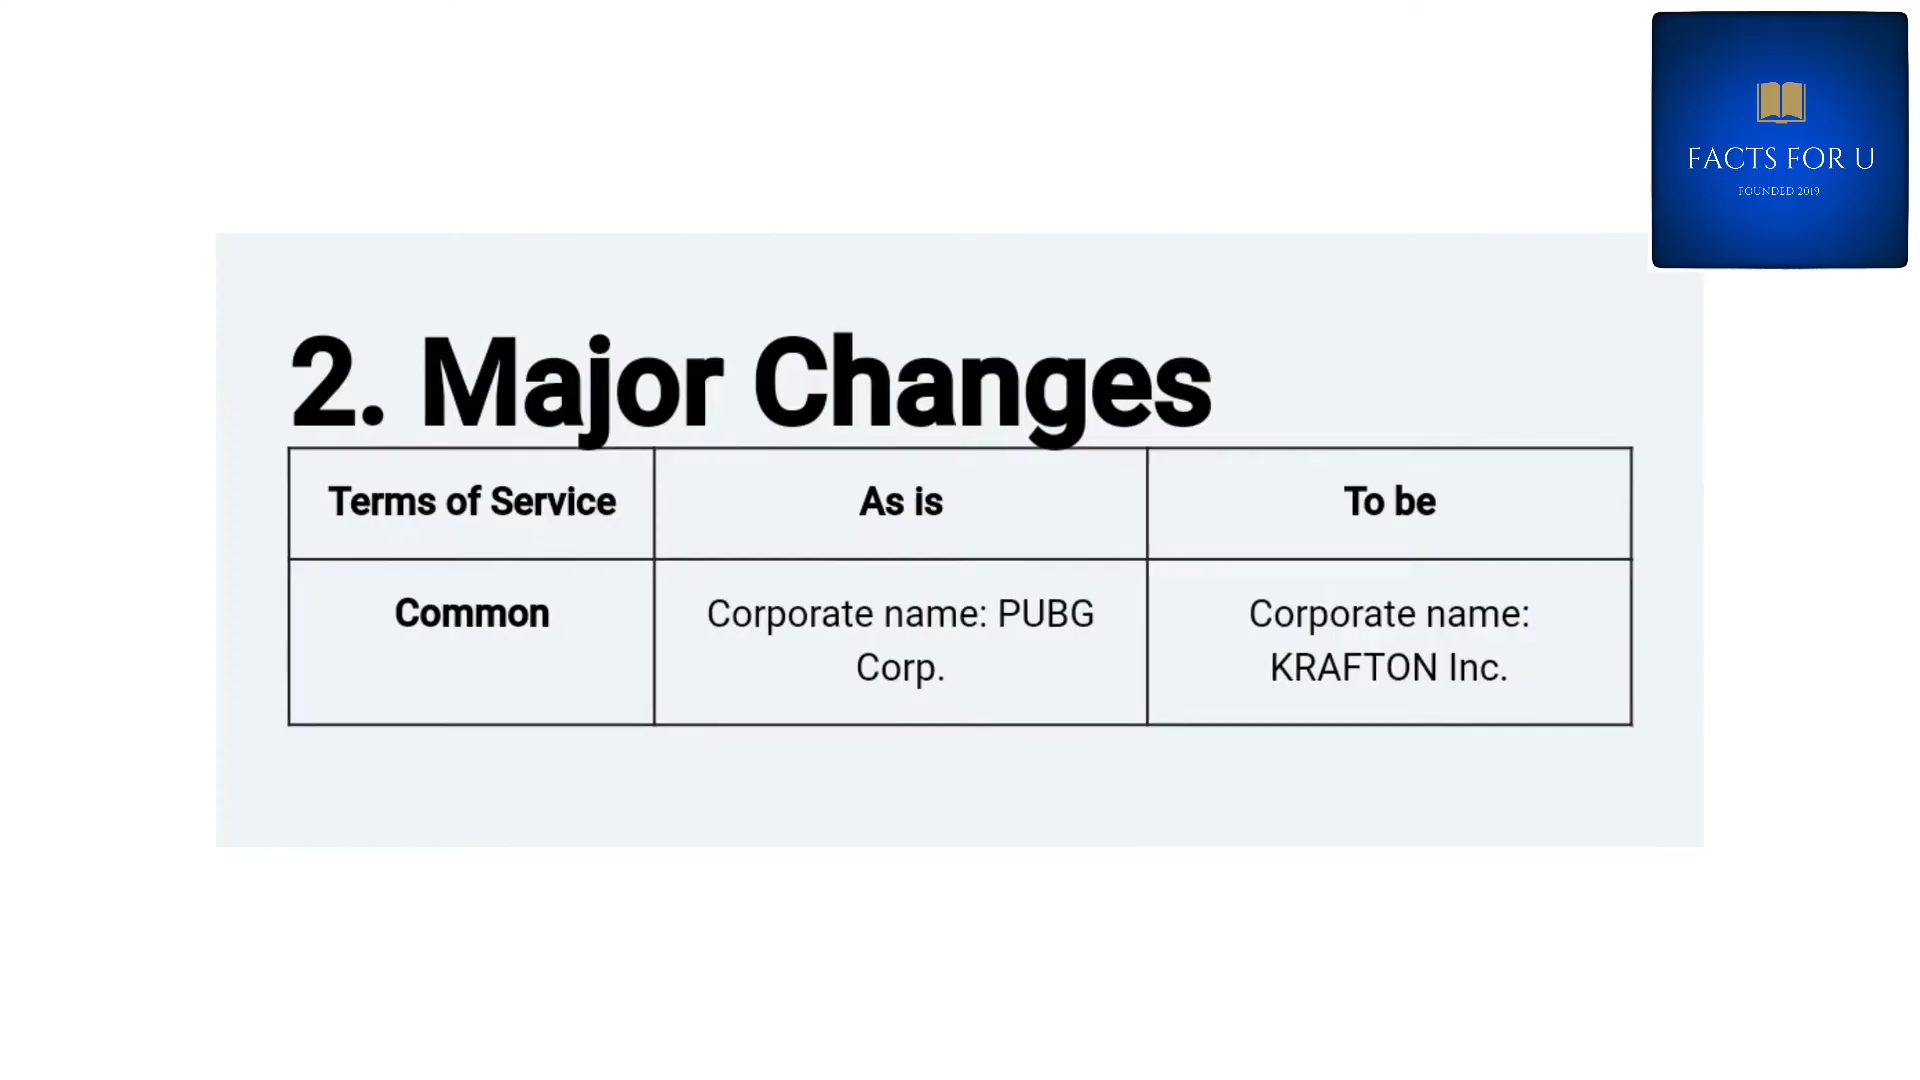 FACTS FOR U
FOUNDED 2019
2. Major Changes
Terms of Service
As is
To be
Common
Corporate name: PUBG
Corp.
Corporate name:
KRAFTON Inc.